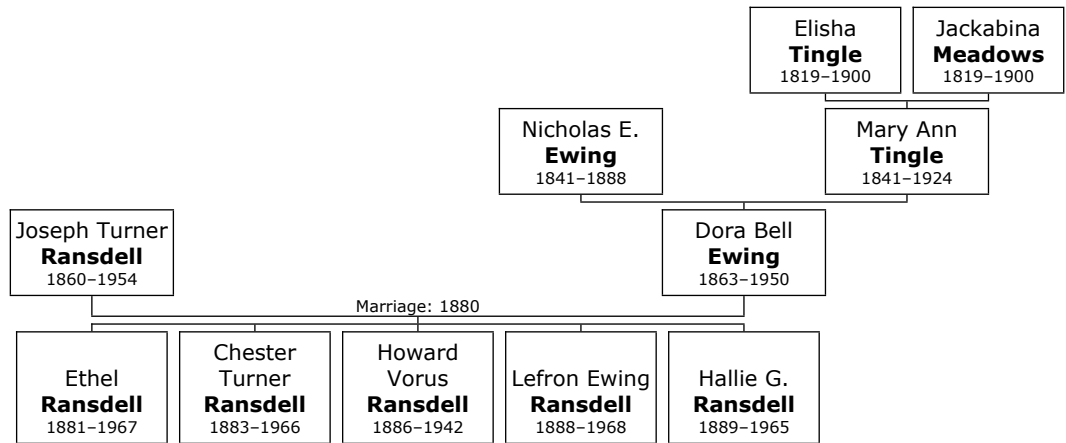 Elisha
Tingle
1819–1900
Jackabina
Meadows
1819–1900
Nicholas E.
Ewing
1841–1888
Mary Ann
Tingle
1841–1924
Joseph Turner
Ransdell
1860–1954
Dora Bell
Ewing
1863–1950
Marriage: 1880
Ethel
Ransdell
1881–1967
Chester
Turner
Ransdell
1883–1966
Howard
Vorus
Ransdell
1886–1942
Lefron Ewing
Ransdell
1888–1968
Hallie G.
Ransdell
1889–1965